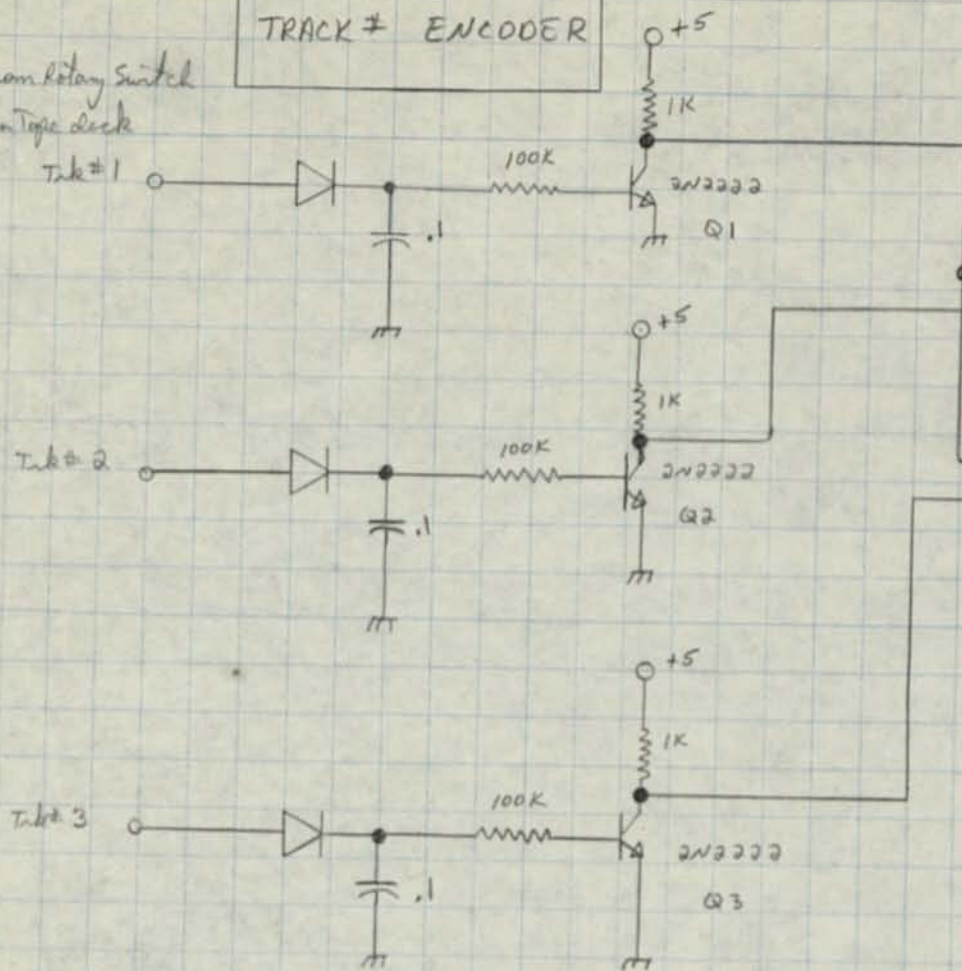 TRACK # ENCODER
+5
Rotary Switch
1K
Tape deck
Trk #1
100K
2N2222
.1
Q1
+5
1K
100K
Trk # 2
2N2222
.1
Q2
+5
1K
100K
Trk # 3
2N2222
.1
Q3